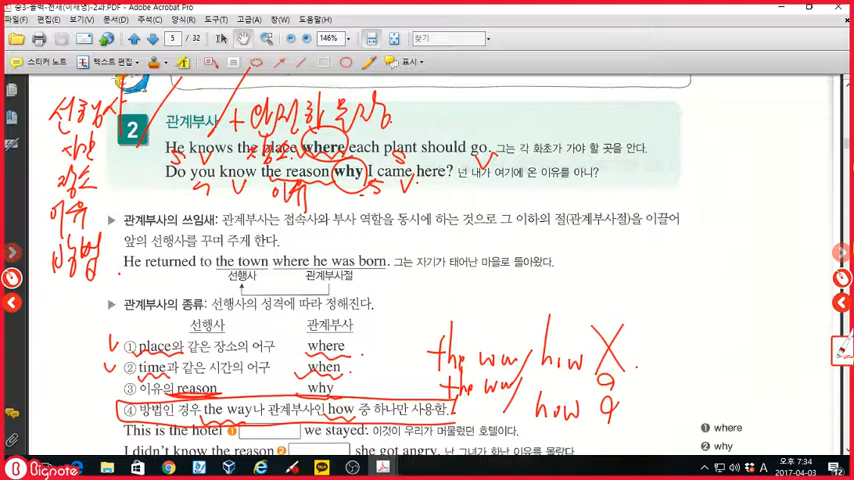 중3-블랙-천재(이재영)-2과.PDF - Adobe Acrobat Pro
파일(F) 편집(E) 보기(V) 문서(D) 주석(C) 양식(R) 도구(T) 고급(A) 창(W) 도움말(H)
5 / 32 146% 찾기
스티커 노트 텍스트 편집 표시
선행사
시간
장소
이유
방법
+ 완전한 문장.
2 관계부사
He knows the place where each plant should go. 그는 각 화초가 가야 할 곳을 안다.
S V 장소 S V
Do you know the reason why I came here? 넌 내가 여기에 온 이유를 아니?
S V 이유 S V
▶ 관계부사의 쓰임새: 관계부사는 접속사와 부사 역할을 동시에 하는 것으로 그 이하의 절(관계부사절)을 이끌어
앞의 선행사를 꾸며 주게 한다.
He returned to the town where he was born. 그는 자기가 태어난 마을로 돌아왔다.
선행사 관계부사절
▶ 관계부사의 종류: 선행사의 성격에 따라 정해진다.
선행사 관계부사
① place와 같은 장소의 어구 where
② time과 같은 시간의 어구 when
③ 이유의 reason why
④ 방법인 경우 the way나 관계부사인 how 중 하나만 사용함.
the way how X.
the way
how
This is the hotel ❶ we stayed: 이것이 우리가 머물렀던 호텔이다.
I didn't know the reason ❷ she got angry. 난 그녀가 화난 이유를 몰랐다.
❶ where
❷ why
Bignote
A 오후 7:34
2017-04-03